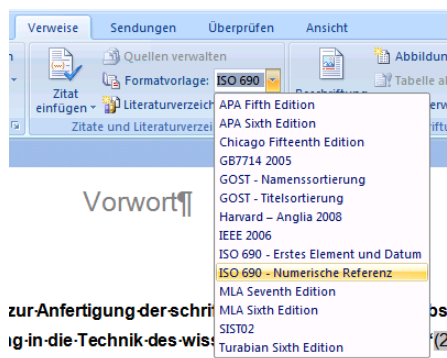 Verweise Sendungen Überprüfen Ansicht
Quellen verwalten
Formatvorlage: ISO 690
Zitat einfügen
Literaturverzeich
Abbildun
Tabelle a
Zitate und Literaturverzei
APA Fifth Edition
APA Sixth Edition
Chicago Fifteenth Edition
GB7714 2005
GOST - Namenssortierung
GOST - Titelsortierung
Harvard – Anglia 2008
IEEE 2006
ISO 690 - Erstes Element und Datum
ISO 690 - Numerische Referenz
MLA Seventh Edition
MLA Sixth Edition
SIST02
Turabian Sixth Edition
Vorwort¶
zur·Anfertigung·der·schrif
g·in·die·Technik·des·wis